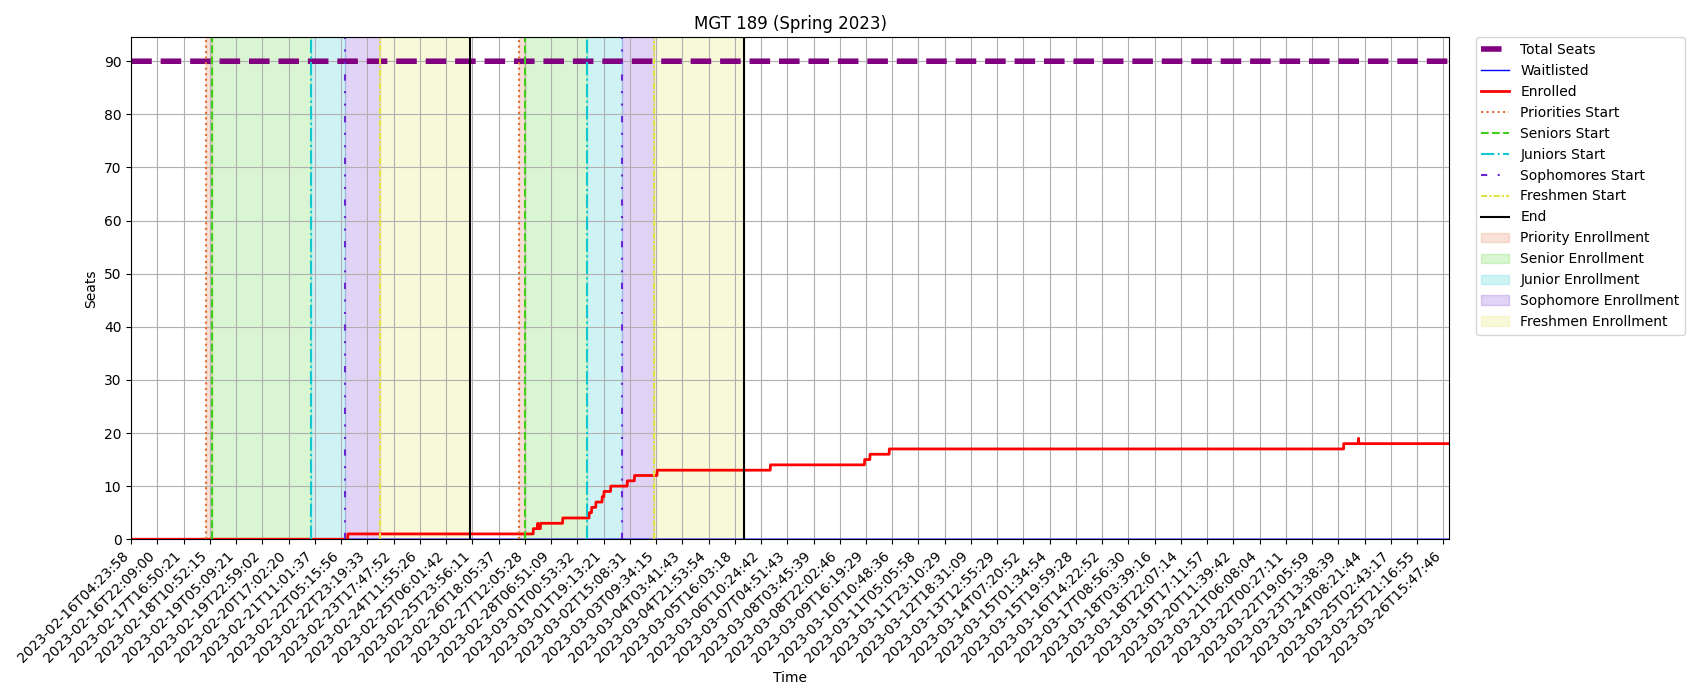 MGT 189 (Spring 2023)
Seats
90
80
70
60
50
40
30
20
10
0
2023-02-16T04:23:58
2023-02-16T22:09:00
2023-02-17T16:50:21
2023-02-18T10:52:15
2023-02-19T05:09:21
2023-02-19T22:59:02
2023-02-20T17:02:20
2023-02-21T11:01:37
2023-02-22T05:15:56
2023-02-22T23:19:33
2023-02-23T17:47:52
2023-02-24T11:55:26
2023-02-25T06:01:42
2023-02-25T23:56:11
2023-02-26T18:05:37
2023-02-27T12:05:28
2023-02-28T06:51:09
2023-03-01T00:53:32
2023-03-01T19:13:21
2023-03-02T15:08:31
2023-03-03T09:34:15
2023-03-04T03:41:43
2023-03-04T21:53:54
2023-03-05T16:03:18
2023-03-06T10:24:42
2023-03-07T04:51:43
2023-03-08T03:45:39
2023-03-08T22:02:46
2023-03-09T16:19:29
2023-03-10T10:48:36
2023-03-11T05:05:58
2023-03-11T23:10:29
2023-03-12T18:31:09
2023-03-13T12:55:29
2023-03-14T07:20:52
2023-03-15T01:34:54
2023-03-15T19:59:28
2023-03-16T14:22:52
2023-03-17T08:56:30
2023-03-18T03:39:16
2023-03-18T22:07:14
2023-03-19T17:11:57
2023-03-20T11:39:42
2023-03-21T06:08:04
2023-03-22T00:27:11
2023-03-22T19:05:59
2023-03-23T13:38:39
2023-03-24T08:21:44
2023-03-25T02:43:17
2023-03-25T21:16:55
2023-03-26T15:47:46
Time
Total Seats
Waitlisted
Enrolled
Priorities Start
Seniors Start
Juniors Start
Sophomores Start
Freshmen Start
End
Priority Enrollment
Senior Enrollment
Junior Enrollment
Sophomore Enrollment
Freshmen Enrollment